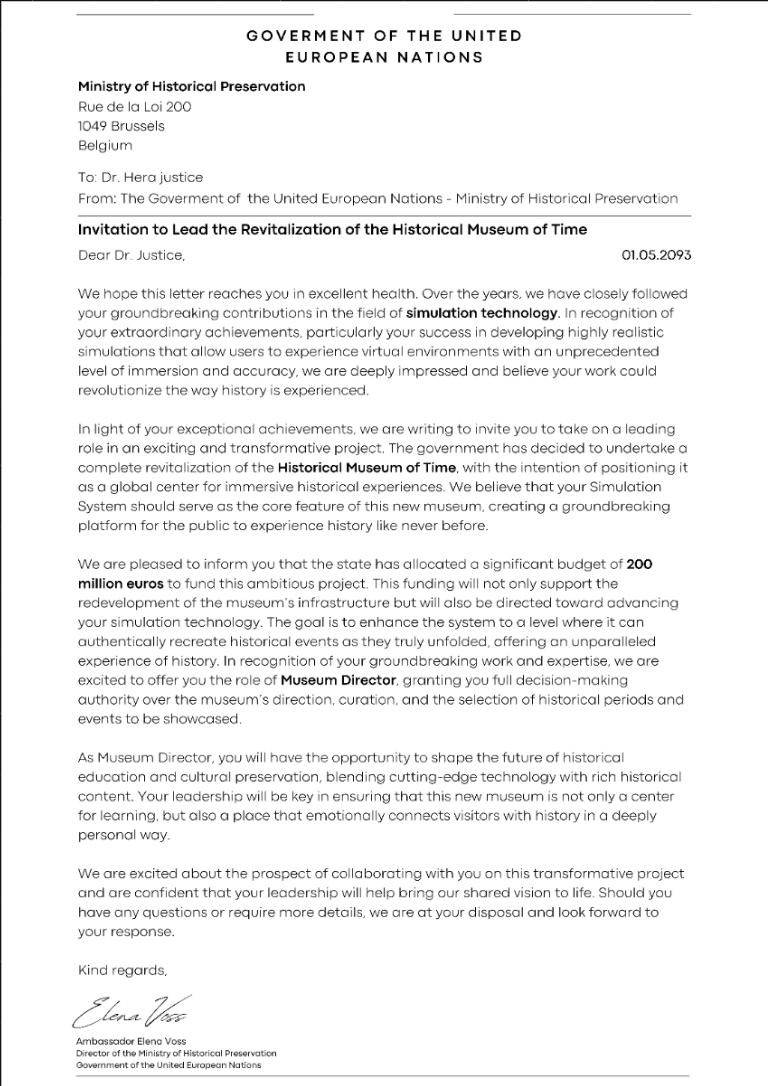 GOVERMENT OF THE UNITED
EUROPEAN NATIONS
Ministry of Historical Preservation
Rue de la Loi 200
1049 Brussels
Belgium
To: Dr. Hera justice
From: The Goverment of the United European Nations - Ministry of Historical Preservation
Invitation to Lead the Revitalization of the Historical Museum of Time
Dear Dr. Justice, 01.05.2093
We hope this letter reaches you in excellent health. Over the years, we have closely followed
your groundbreaking contributions in the field of simulation technology. In recognition of
your extraordinary achievements, particularly your success in developing highly realistic
simulations that allow users to experience virtual environments with an unprecedented
level of immersion and accuracy, we are deeply impressed and believe your work could
revolutionize the way history is experienced.
In light of your exceptional achievements, we are writing to invite you to take on a leading
role in an exciting and transformative project. The government has decided to undertake a
complete revitalization of the Historical Museum of Time, with the intention of positioning it
as a global center for immersive historical experiences. We believe that your Simulation
System should serve as the core feature of this new museum, creating a groundbreaking
platform for the public to experience history like never before.
We are pleased to inform you that the state has allocated a significant budget of 200
million euros to fund this ambitious project. This funding will not only support the
redevelopment of the museum's infrastructure but will also be directed toward advancing
your simulation technology. The goal is to enhance the system to a level where it can
authentically recreate historical events as they truly unfolded, offering an unparalleled
experience of history. In recognition of your groundbreaking work and expertise, we are
excited to offer you the role of Museum Director, granting you full decision-making
authority over the museum's direction, curation, and the selection of historical periods and
events to be showcased.
As Museum Director, you will have the opportunity to shape the future of historical
education and cultural preservation, blending cutting-edge technology with rich historical
content. Your leadership will be key in ensuring that this new museum is not only a center
for learning, but also a place that emotionally connects visitors with history in a deeply
personal way.
We are excited about the prospect of collaborating with you on this transformative project
and are confident that your leadership will help bring our shared vision to life. Should you
have any questions or require more details, we are at your disposal and look forward to
your response.
Kind regards,
Elena Voss
Ambassador Elena Voss
Director of the Ministry of Historical Preservation
Government of the United European Nations